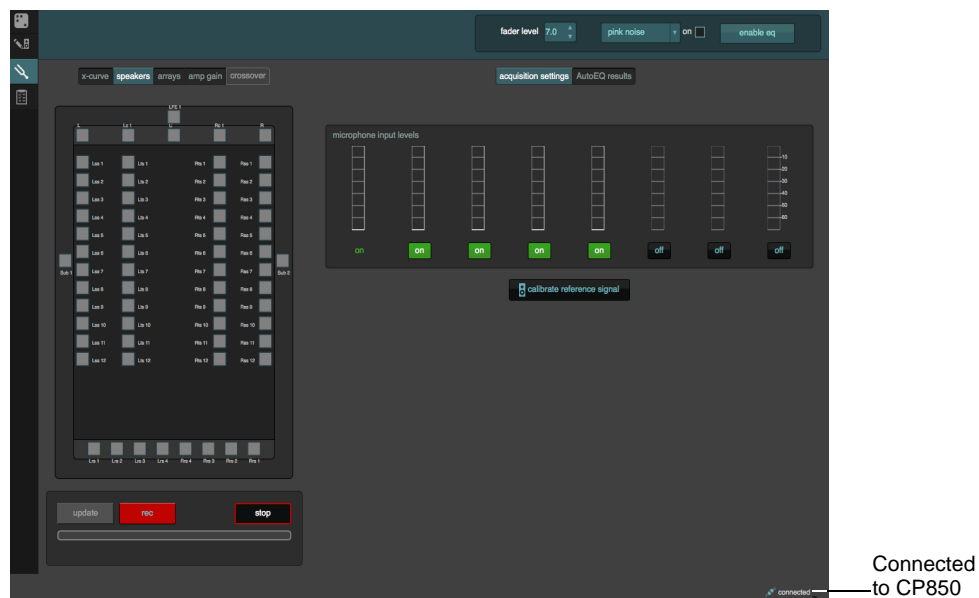 fader level 7.0 pink noise on enable eq
x-curve speakers arrays amp gain crossover
acquisition settings AutoEQ results
LFE 1
L Lc 1 C Rc 1 R
microphone input levels
-10
-20
-30
-40
-50
-60
on on on on on off off off
calibrate reference signal
Lss 1 Lts 1 Rts 1 Rss 1
Lss 2 Lts 2 Rts 2 Rss 2
Lss 3 Lts 3 Rts 3 Rss 3
Lss 4 Lts 4 Rts 4 Rss 4
Lss 5 Lts 5 Rts 5 Rss 5
Lss 6 Lts 6 Rts 6 Rss 6
Sub 1 Lss 7 Lts 7 Rts 7 Rss 7 Sub 2
Lss 8 Lts 8 Rts 8 Rss 8
Lss 9 Lts 9 Rts 9 Rss 9
Lss 10 Lts 10 Rts 10 Rss 10
Lss 11 Lts 11 Rts 11 Rss 11
Lss 12 Lts 12 Rts 12 Rss 12
Lrs 1 Lrs 2 Lrs 3 Lrs 4 Rrs 4 Rrs 3 Rrs 2 Rrs 1
update rec stop
connected
Connected
to CP850